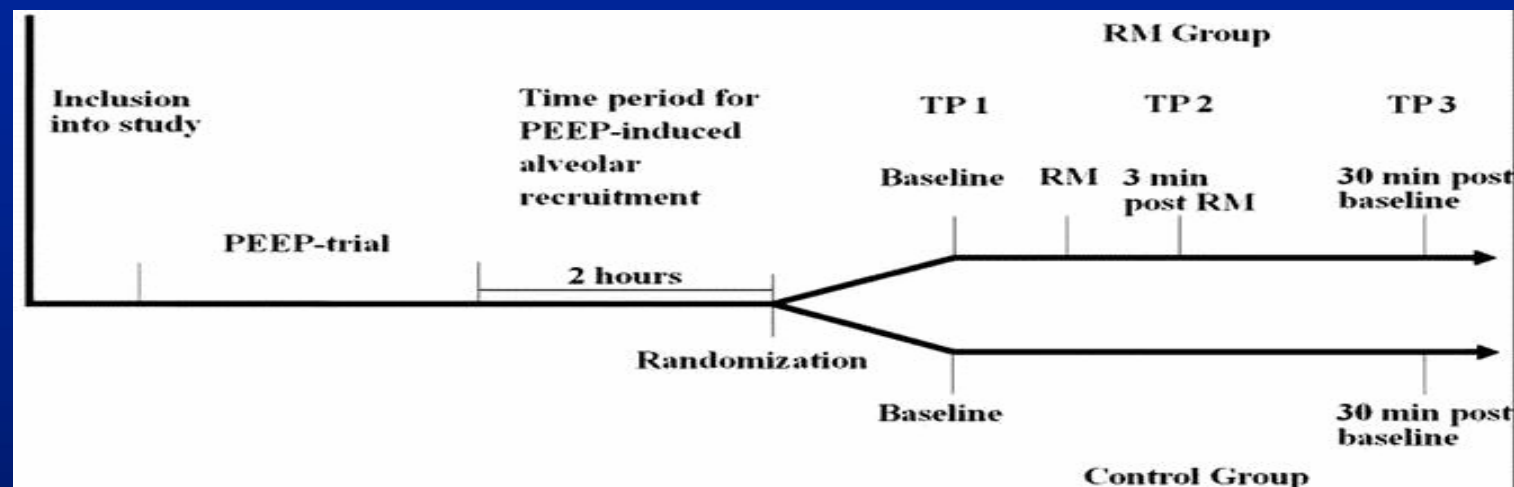 RM Group
Inclusion
into study
Time period for
PEEP-induced
alveolar
recruitment
TP 1
TP 2
TP 3
Baseline
RM
3 min
post RM
30 min post
baseline
PEEP-trial
2 hours
Randomization
Baseline
30 min post
baseline
Control Group